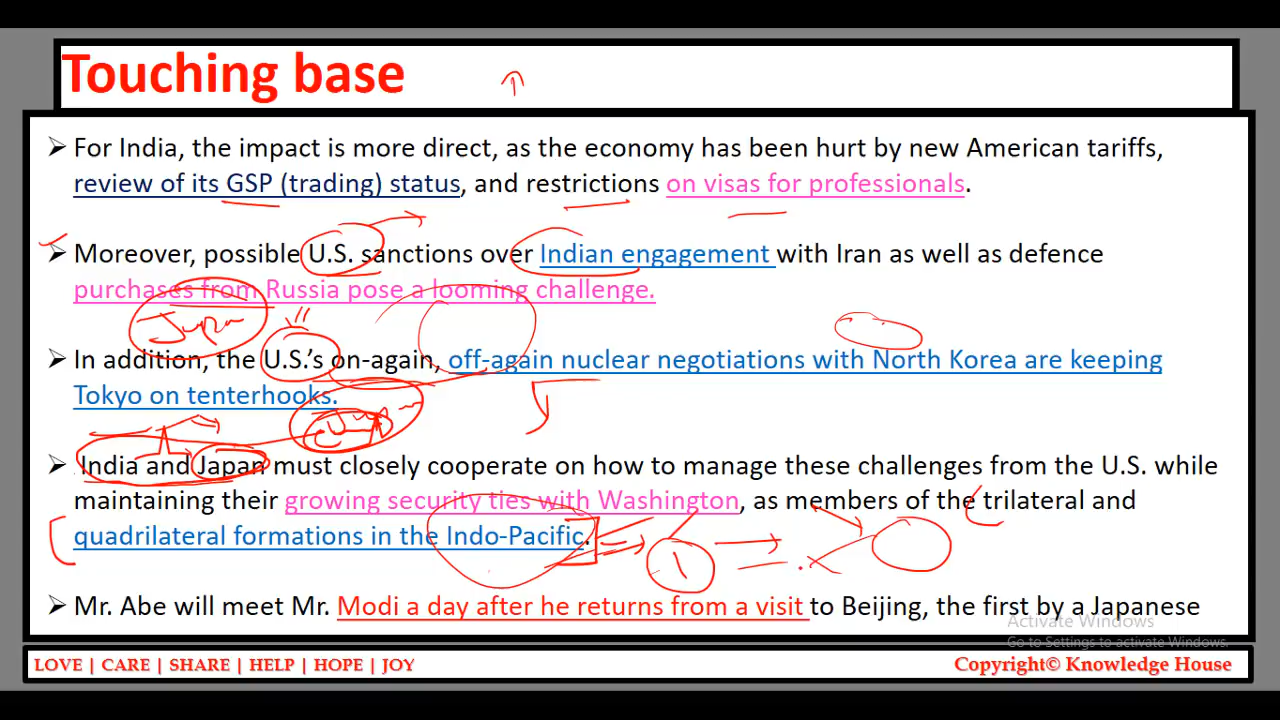 Touching base
➢ For India, the impact is more direct, as the economy has been hurt by new American tariffs,
review of its GSP (trading) status, and restrictions on visas for professionals.
➢ Moreover, possible U.S. sanctions over Indian engagement with Iran as well as defence
purchases from Russia pose a looming challenge.
Japan
➢ In addition, the U.S.'s on-again, off-again nuclear negotiations with North Korea are keeping
Tokyo on tenterhooks.
➢ India and Japan must closely cooperate on how to manage these challenges from the U.S. while
maintaining their growing security ties with Washington, as members of the trilateral and
quadrilateral formations in the Indo-Pacific.
➢ Mr. Abe will meet Mr. Modi a day after he returns from a visit to Beijing, the first by a Japanese
Activate Windows
Go to Settings to activate Windows.
LOVE | CARE | SHARE | HELP | HOPE | JOY
Copyright© Knowledge House